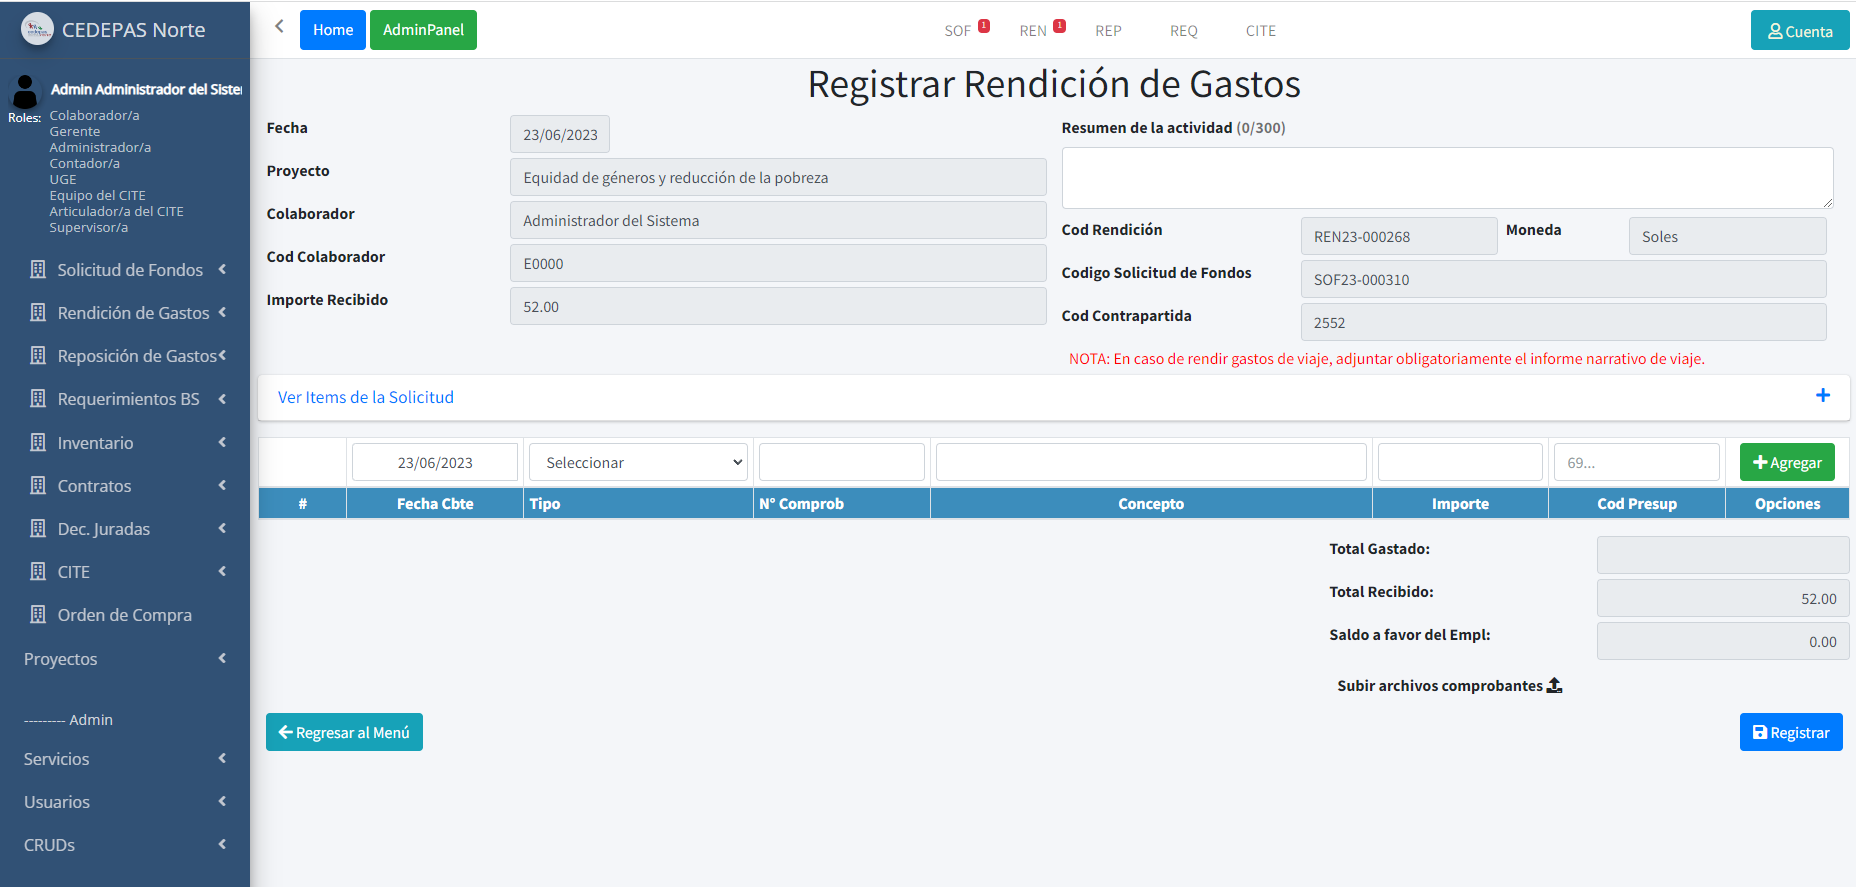 CEDEPAS Norte
Home
AdminPanel
SOF 1
REN 1
REP
REQ
CITE
Cuenta
Admin Administrador del Siste
Roles:
Colaborador/a
Gerente
Administrador/a
Contador/a
UGE
Equipo del CITE
Articulador/a del CITE
Supervisor/a
Solicitud de Fondos
Rendición de Gastos
Reposición de Gastos
Requerimientos BS
Inventario
Contratos
Dec. Juradas
CITE
Orden de Compra
Proyectos
--------- Admin
Servicios
Usuarios
CRUDs
Registrar Rendición de Gastos
Fecha
23/06/2023
Proyecto
Equidad de géneros y reducción de la pobreza
Colaborador
Administrador del Sistema
Cod Colaborador
E0000
Importe Recibido
52.00
Resumen de la actividad (0/300)
Cod Rendición
REN23-000268
Moneda
Soles
Codigo Solicitud de Fondos
SOF23-000310
Cod Contrapartida
2552
NOTA: En caso de rendir gastos de viaje, adjuntar obligatoriamente el informe narrativo de viaje.
Ver Items de la Solicitud
23/06/2023
Seleccionar
69...
Agregar
# Fecha Cbte Tipo N° Comprob Concepto Importe Cod Presup Opciones
Total Gastado:
Total Recibido:
52.00
Saldo a favor del Empl:
0.00
Subir archivos comprobantes
Regresar al Menú
Registrar